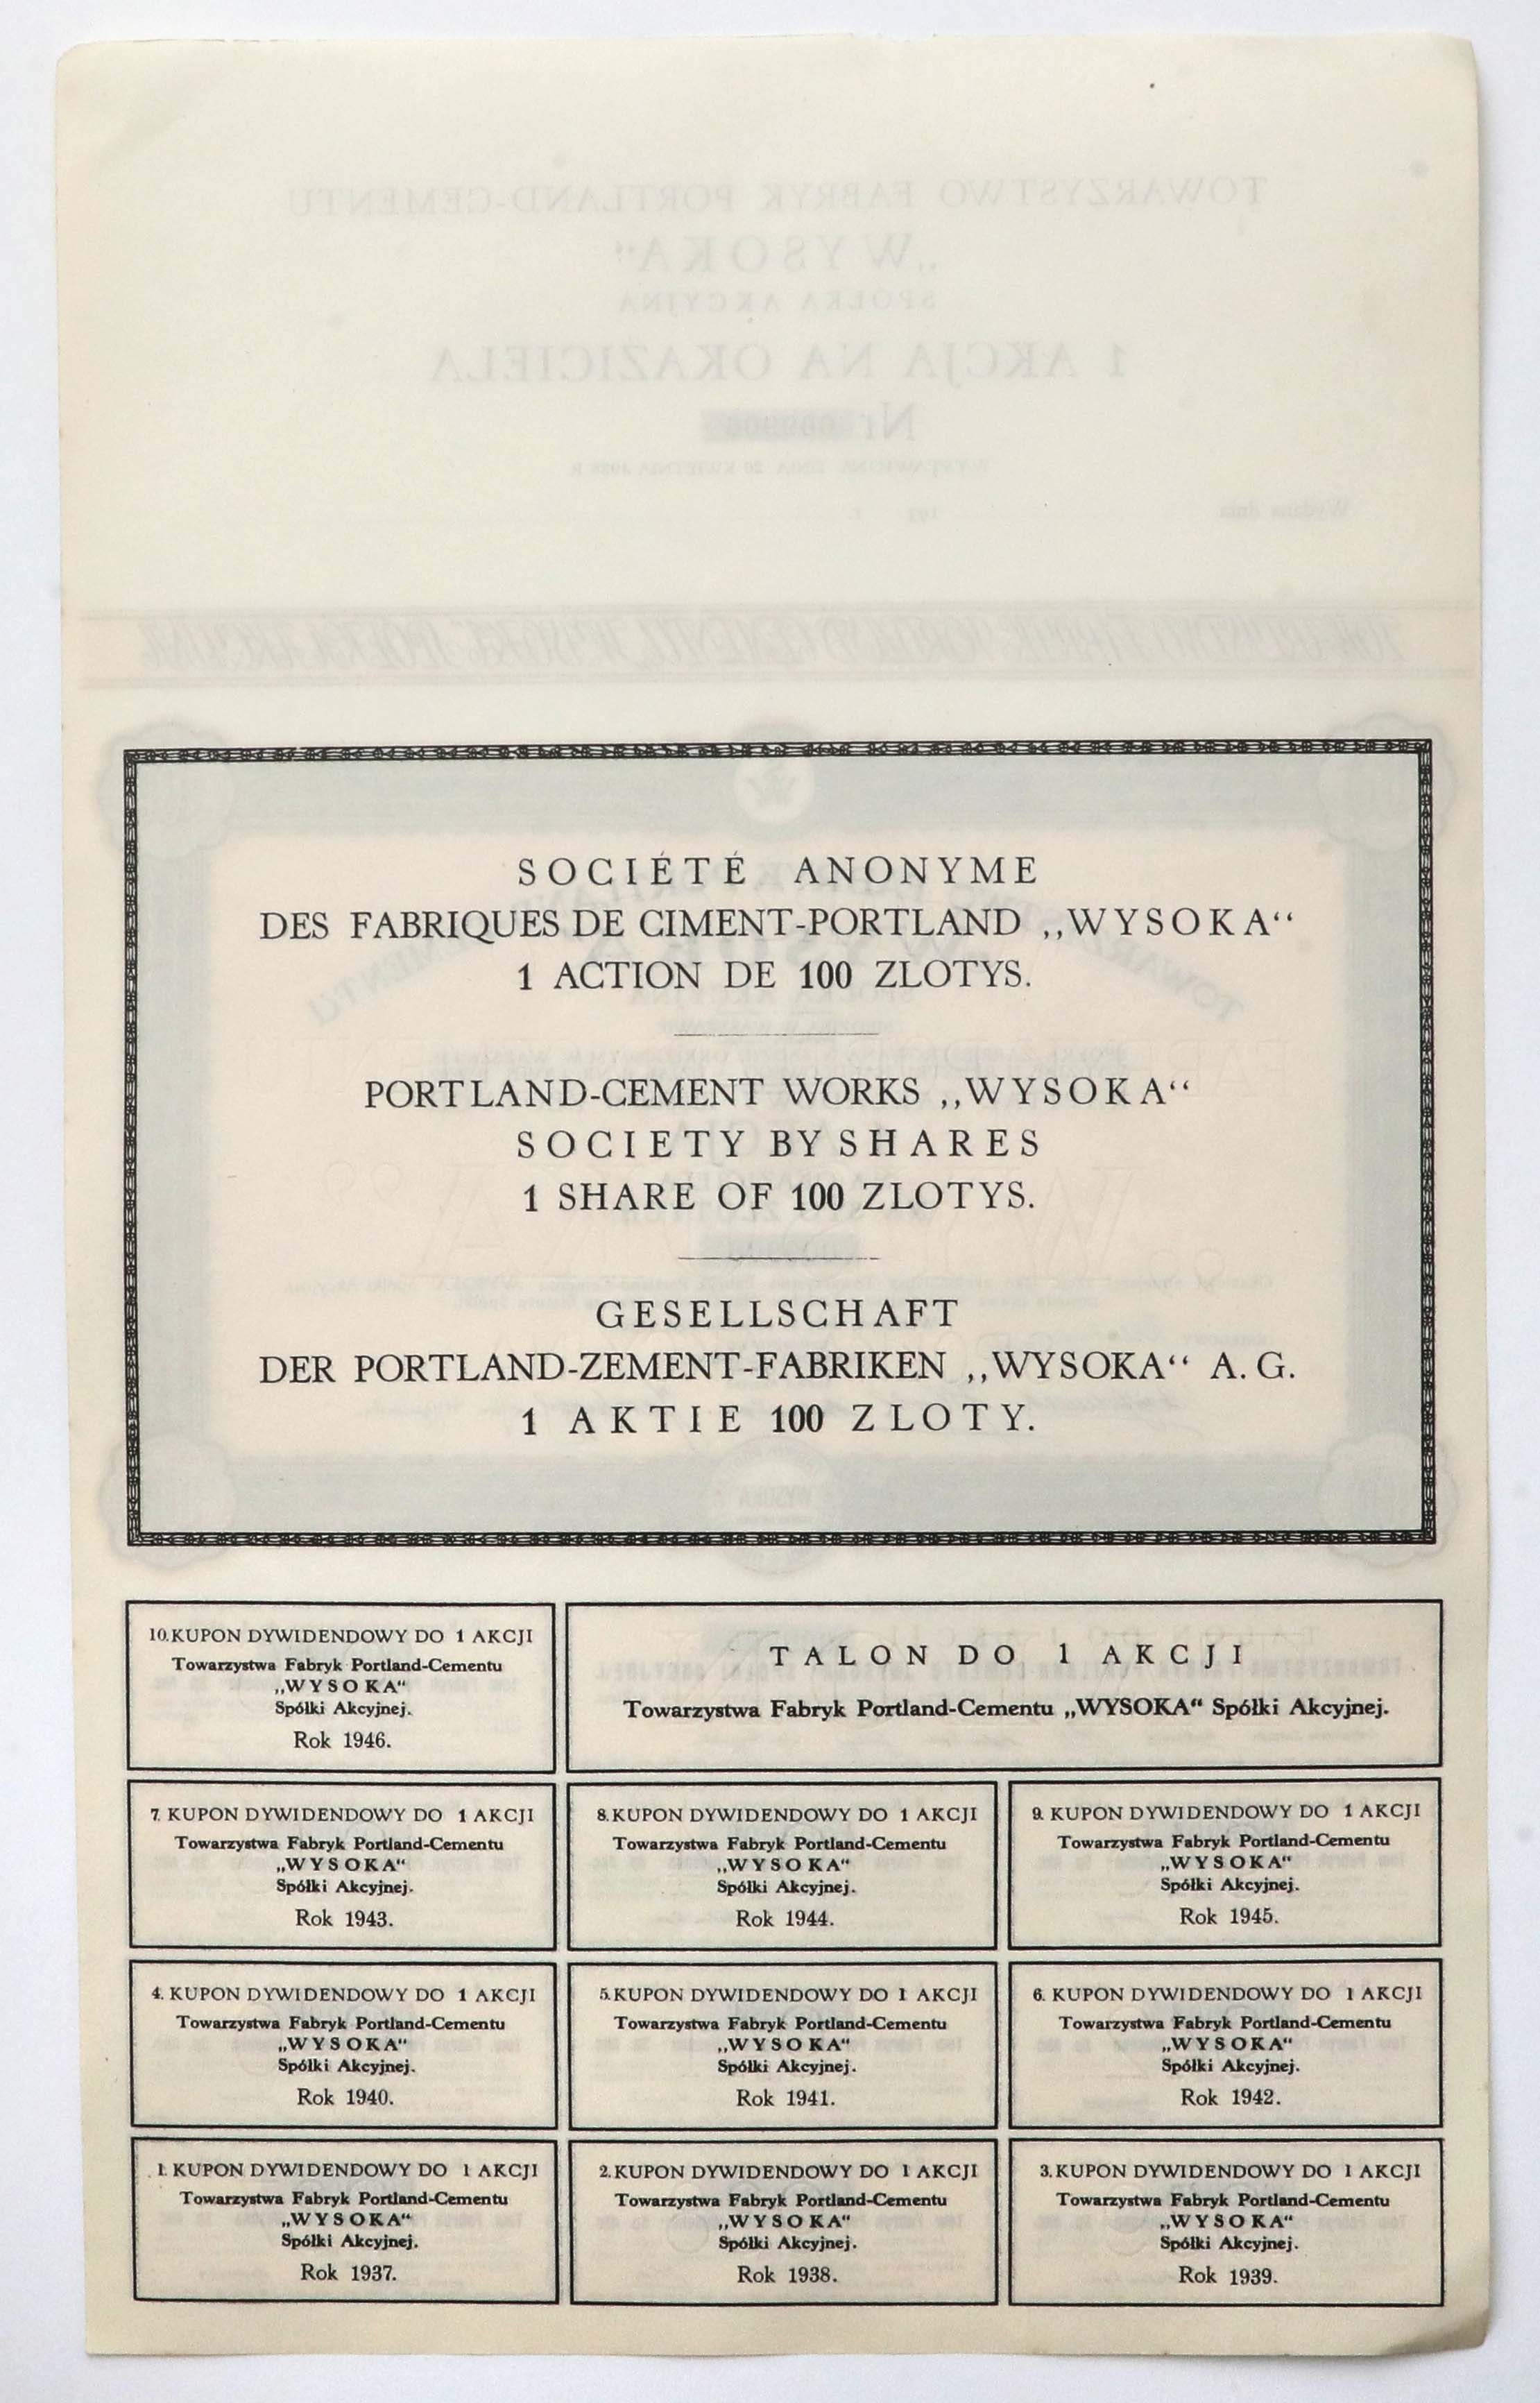 SOCIÉTÉ ANONYME
DES FABRIQUES DE CIMENT-PORTLAND „WYSOKA“
1 ACTION DE 100 ZLOTYS.
PORTLAND-CEMENT WORKS „WYSOKA“
SOCIETY BY SHARES
1 SHARE OF 100 ZLOTYS.
GESELLSCHAFT
DER PORTLAND-ZEMENT-FABRIKEN „WYSOKA“ A. G.
1 AKTIE 100 ZLOTY.
10. KUPON DYWIDENDOWY DO 1 AKCJI
Towarzystwa Fabryk Portland-Cementu
„WYSOKA“
Spółki Akcyjnej.
Rok 1946.
TALON DO 1 AKCJI
Towarzystwa Fabryk Portland-Cementu „WYSOKA“ Spółki Akcyjnej.
7. KUPON DYWIDENDOWY DO 1 AKCJI
Towarzystwa Fabryk Portland-Cementu
„WYSOKA“
Spółki Akcyjnej.
Rok 1943.
8. KUPON DYWIDENDOWY DO 1 AKCJI
Towarzystwa Fabryk Portland-Cementu
„WYSOKA“
Spółki Akcyjnej.
Rok 1944.
9. KUPON DYWIDENDOWY DO 1 AKCJI
Towarzystwa Fabryk Portland-Cementu
„WYSOKA“
Spółki Akcyjnej.
Rok 1945.
4. KUPON DYWIDENDOWY DO 1 AKCJI
Towarzystwa Fabryk Portland-Cementu
„WYSOKA“
Spółki Akcyjnej.
Rok 1940.
5. KUPON DYWIDENDOWY DO 1 AKCJI
Towarzystwa Fabryk Portland-Cementu
„WYSOKA“
Spółki Akcyjnej.
Rok 1941.
6. KUPON DYWIDENDOWY DO 1 AKCJI
Towarzystwa Fabryk Portland-Cementu
„WYSOKA“
Spółki Akcyjnej.
Rok 1942.
1. KUPON DYWIDENDOWY DO 1 AKCJI
Towarzystwa Fabryk Portland-Cementu
„WYSOKA“
Spółki Akcyjnej.
Rok 1937.
2. KUPON DYWIDENDOWY DO 1 AKCJI
Towarzystwa Fabryk Portland-Cementu
„WYSOKA“
Spółki Akcyjnej.
Rok 1938.
3. KUPON DYWIDENDOWY DO 1 AKCJI
Towarzystwa Fabryk Portland-Cementu
„WYSOKA“
Spółki Akcyjnej.
Rok 1939.